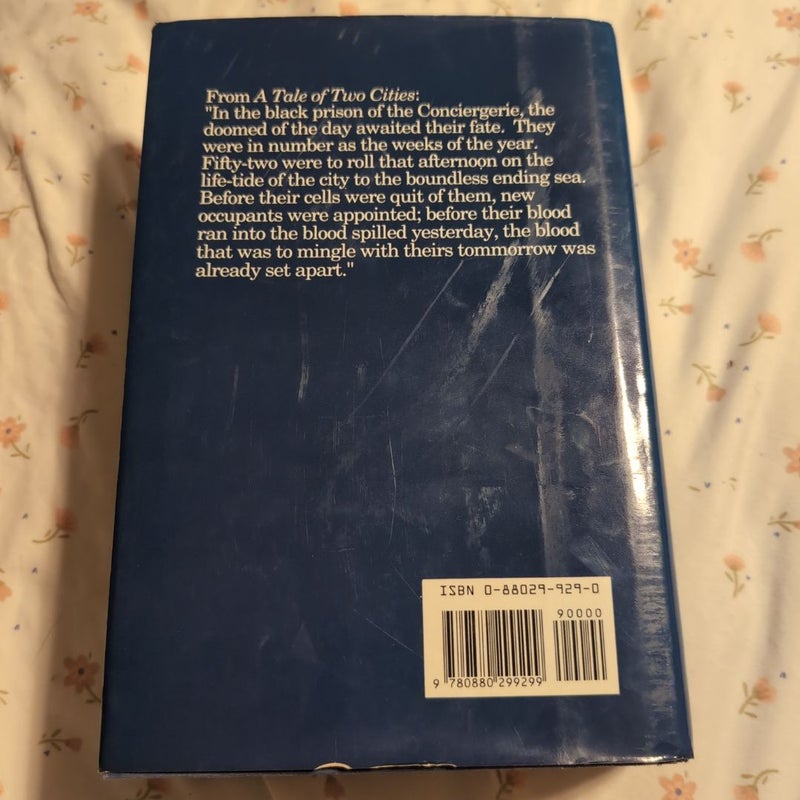 From A Tale of Two Cities:
"In the black prison of the Conciergerie, the
doomed of the day awaited their fate. They
were in number as the weeks of the year.
Fifty-two were to roll that afternoon on the
life-tide of the city to the boundless ending sea.
Before their cells were quit of them, new
occupants were appointed; before their blood
ran into the blood spilled yesterday, the blood
that was to mingle with theirs tommorrow was
already set apart."
ISBN 0-88029-929-0
90000
9 780880 299299